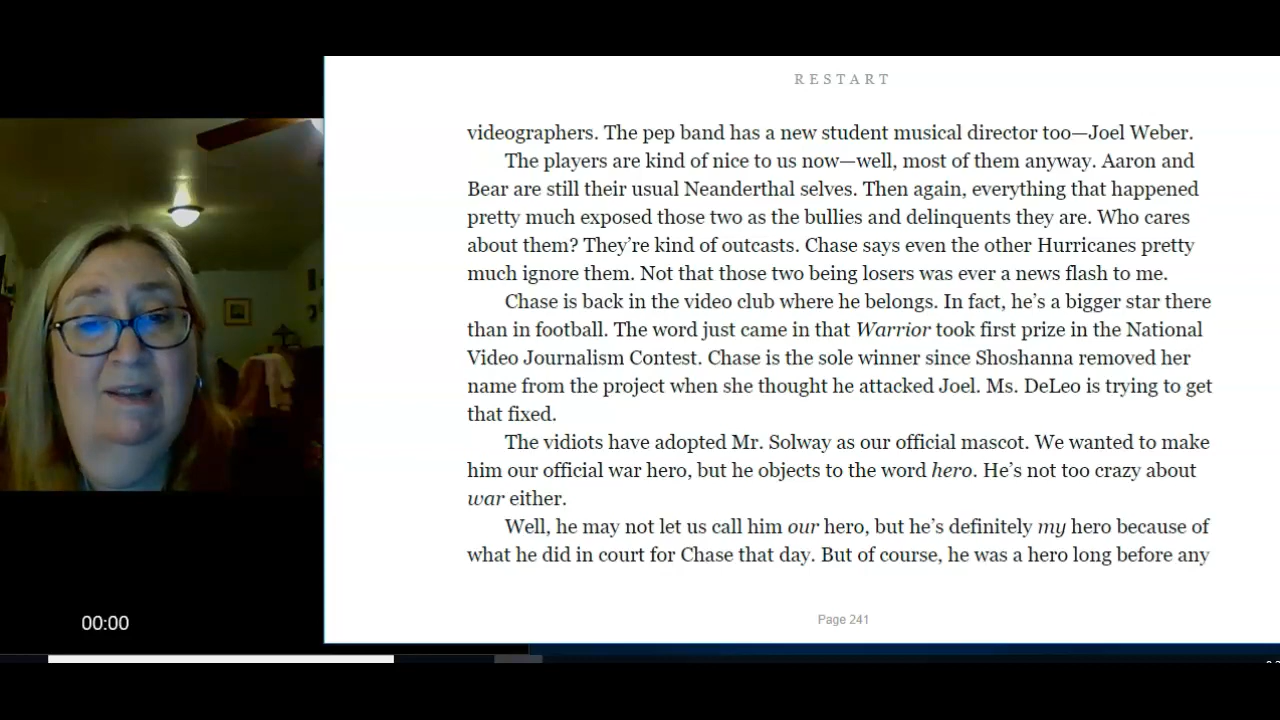 RESTART
videographers. The pep band has a new student musical director too—Joel Weber.
The players are kind of nice to us now—well, most of them anyway. Aaron and
Bear are still their usual Neanderthal selves. Then again, everything that happened
pretty much exposed those two as the bullies and delinquents they are. Who cares
about them? They’re kind of outcasts. Chase says even the other Hurricanes pretty
much ignore them. Not that those two being losers was ever a news flash to me.
Chase is back in the video club where he belongs. In fact, he’s a bigger star there
than in football. The word just came in that Warrior took first prize in the National
Video Journalism Contest. Chase is the sole winner since Shoshanna removed her
name from the project when she thought he attacked Joel. Ms. DeLeo is trying to get
that fixed.
The vidiots have adopted Mr. Solway as our official mascot. We wanted to make
him our official war hero, but he objects to the word hero. He’s not too crazy about
war either.
Well, he may not let us call him our hero, but he’s definitely my hero because of
what he did in court for Chase that day. But of course, he was a hero long before any
Page 241
00:00